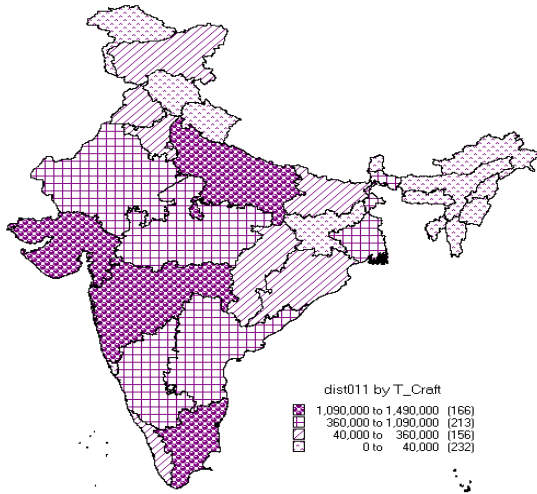 dist011 by T_Craft
1,090,000 to 1,490,000 (166)
360,000 to 1,090,000 (213)
40,000 to 360,000 (156)
0 to 40,000 (232)